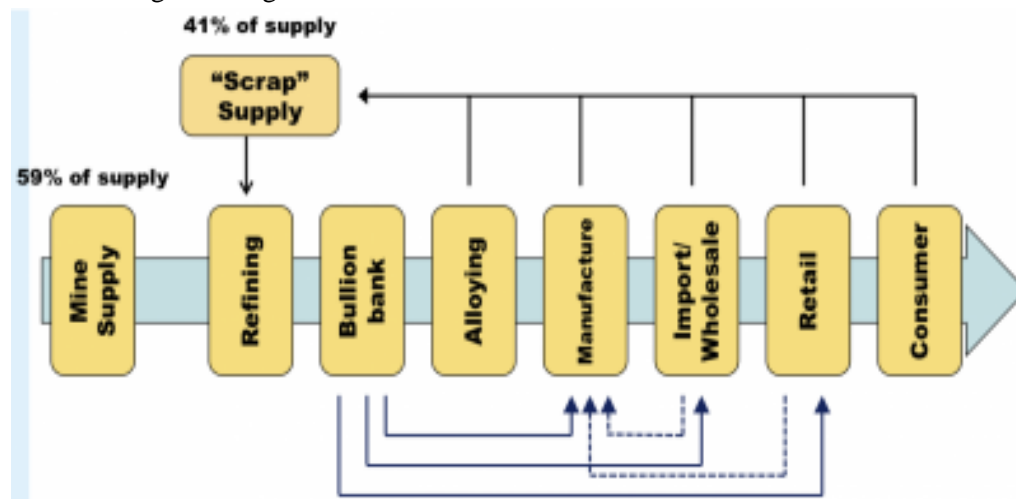 41% of supply
“Scrap”
Supply
59% of supply
Mine
Supply
Refining
Bullion
bank
Alloying
Manufacture
Import/
Wholesale
Retail
Consumer